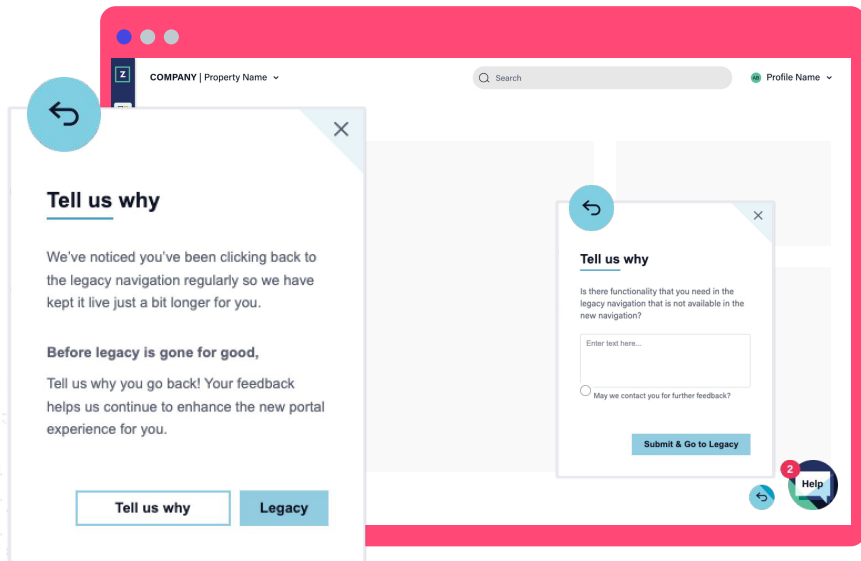 Z
COMPANY | Property Name
Search
AB Profile Name
Tell us why
We've noticed you've been clicking back to
the legacy navigation regularly so we have
kept it live just a bit longer for you.
Before legacy is gone for good,
Tell us why you go back! Your feedback
helps us continue to enhance the new portal
experience for you.
Tell us why
Legacy
Tell us why
Is there functionality that you need in the
legacy navigation that is not available in the
new navigation?
Enter text here...
May we contact you for further feedback?
Submit & Go to Legacy
2
Help